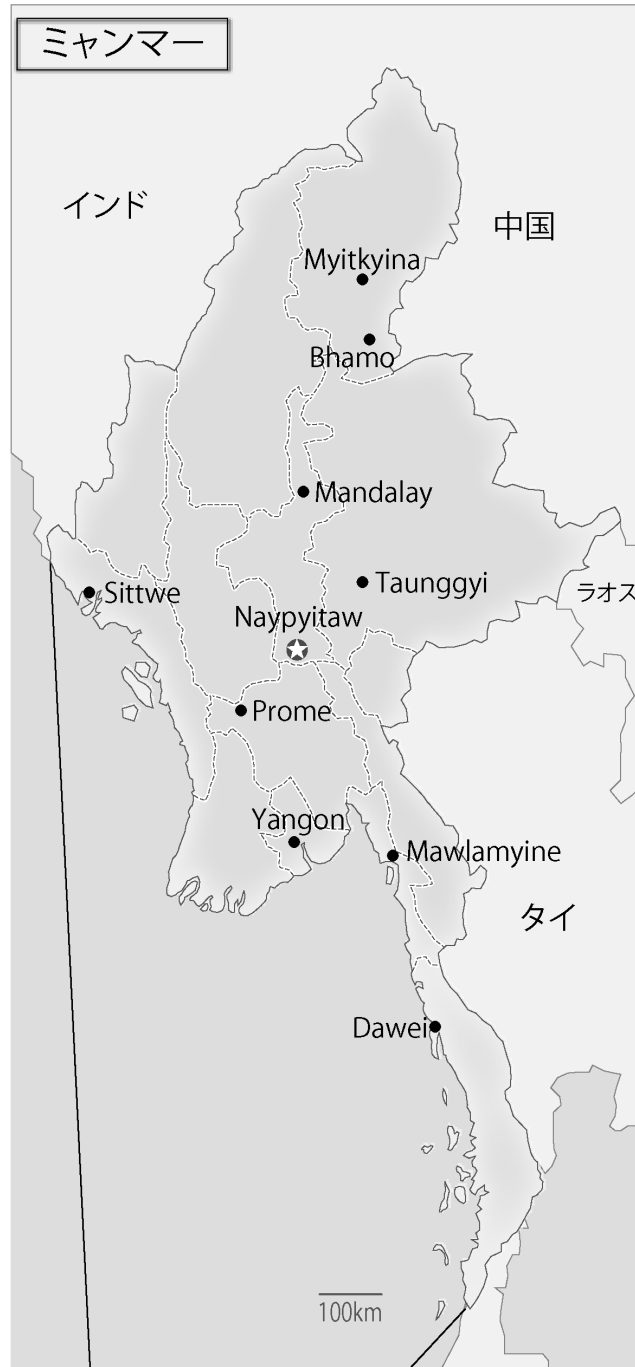 ミャンマー
インド
中国
Myitkyina
Bhamo
Mandalay
Taunggyi
ラオス
Sittwe
Naypyitaw
Prome
Yangon
Mawlamyine
タイ
Dawei
100km